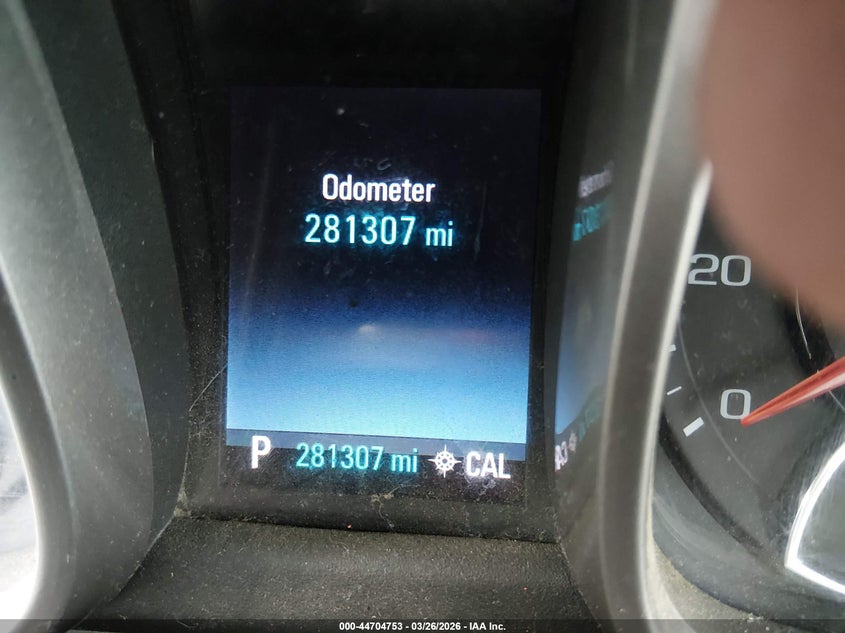 Odometer
281307 mi
20
0
P 281307 mi CAL
000-44704753 - 03/26/2026 - IAA Inc.